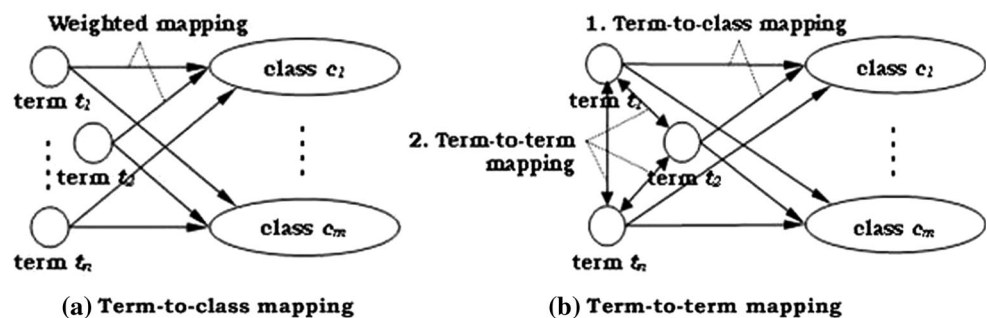 Weighted mapping
class c1
term t1
term t2
class cm
term tn
(a) Term-to-class mapping
1. Term-to-class mapping
class c1
term t1
2. Term-to-term
mapping
term t2
class cm
term tn
(b) Term-to-term mapping